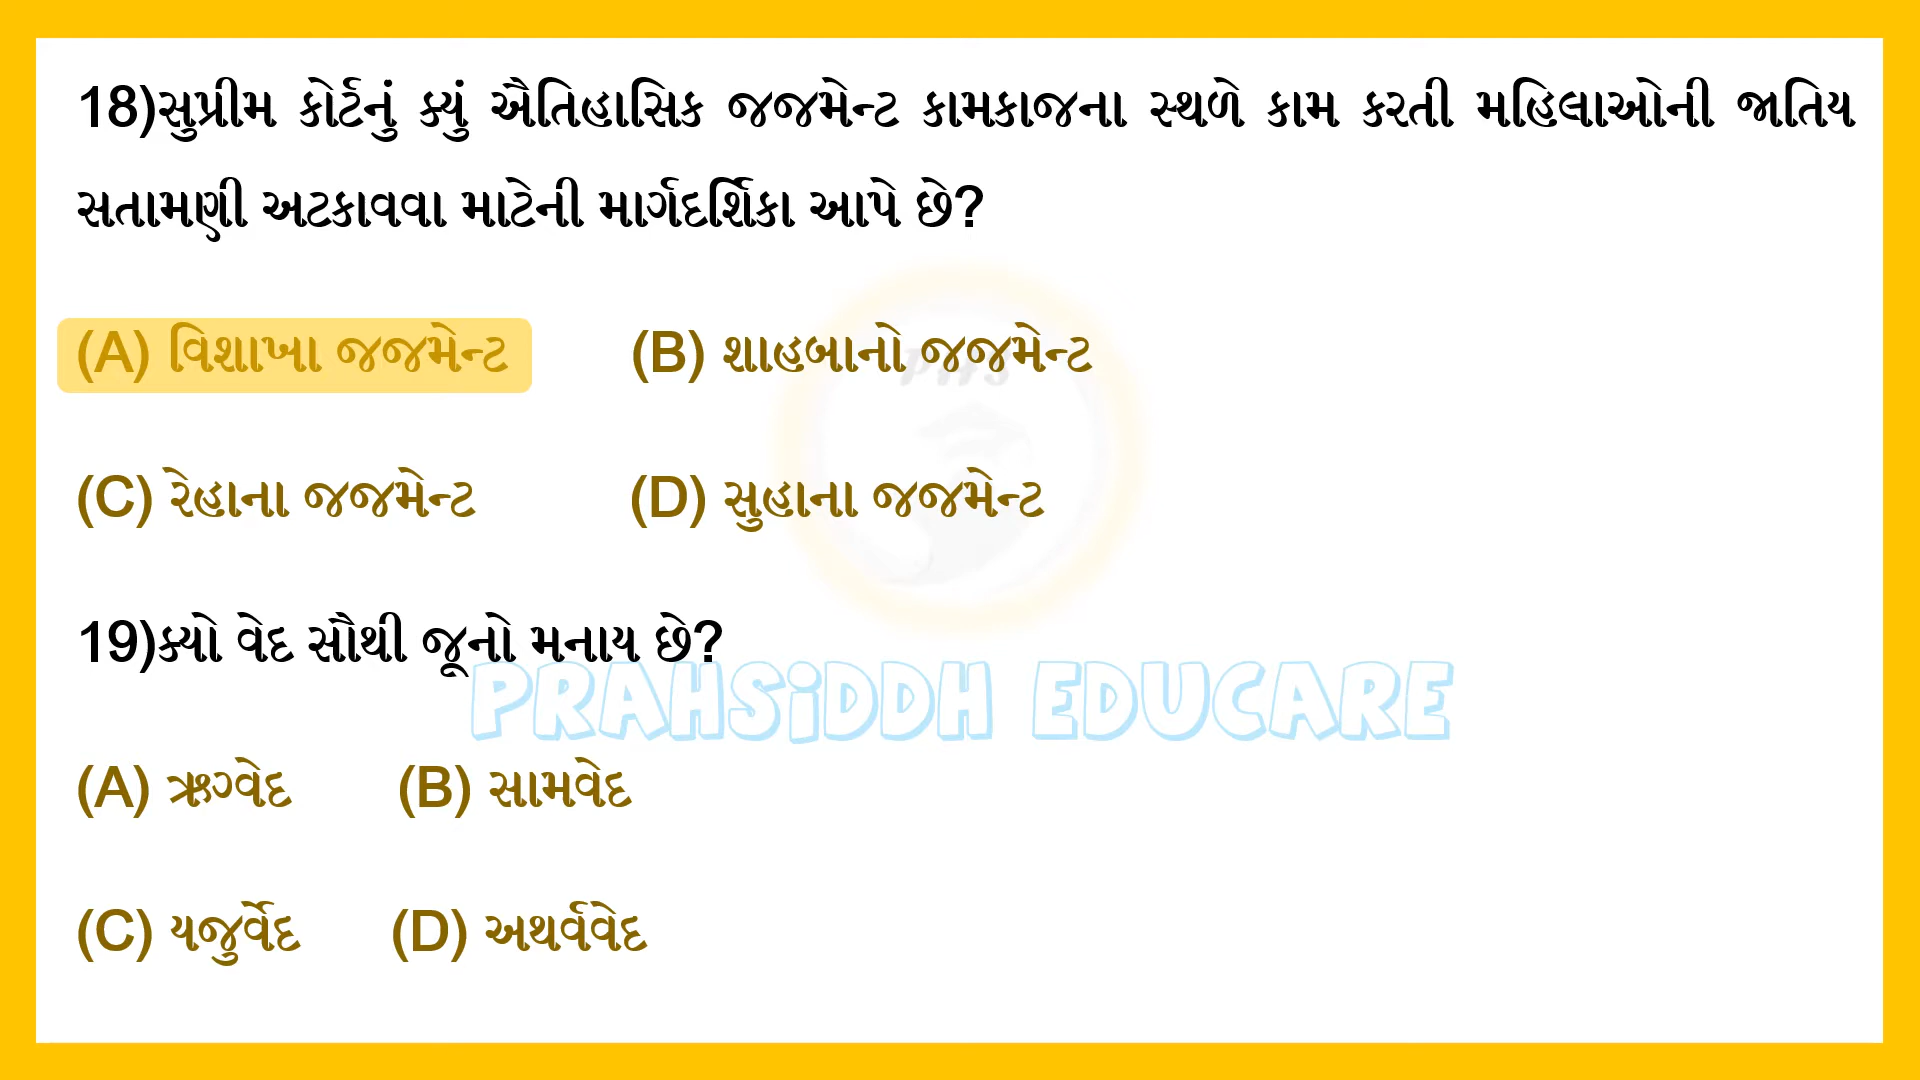 18)સુપ્રીમ કોર્ટનું ક્યું ઐતિહાસિક જજમેન્ટ કામકાજના સ્થળે કામ કરતી મહિલાઓની જાતિય
સતામણી અટકાવવા માટેની માર્ગદર્શિકા આપે છે?
(A) વિશાખા જજમેન્ટ (B) શાહબાનો જજમેન્ટ
(C) રેહાના જજમેન્ટ (D) સુહાના જજમેન્ટ
19)ક્યો વેદ સૌથી જૂનો મનાય છે?
PRAHSiDDH EDUCARE
(A) ઋગ્વેદ (B) સામવેદ
(C) યજુર્વેદ (D) અથર્વવેદ